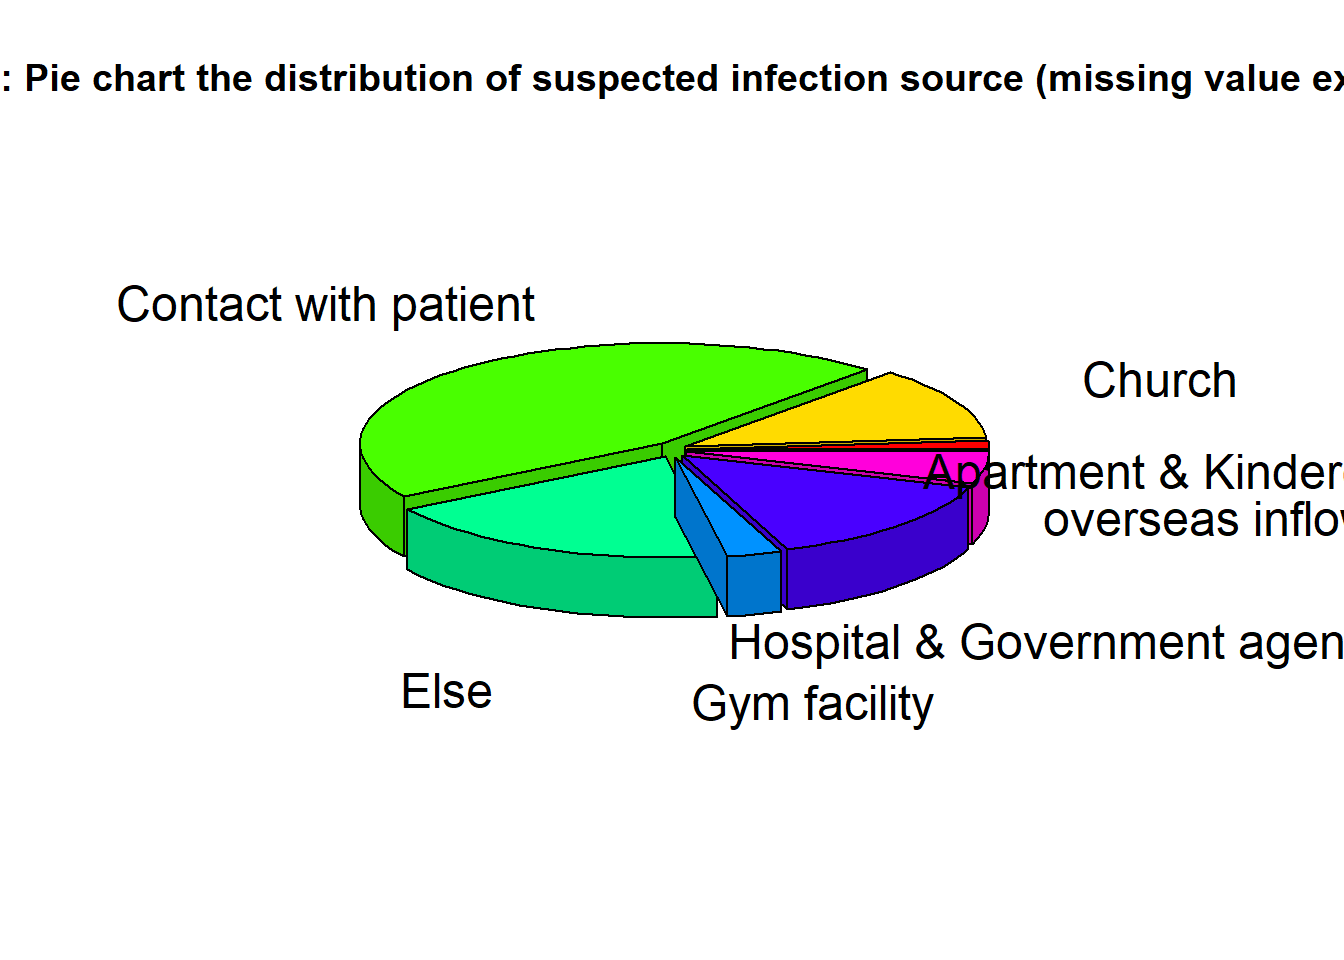 : Pie chart the distribution of suspected infection source (missing value ex
Contact with patient
Church
Apartment & Kinder
overseas inflo
Hospital & Government agen
Else
Gym facility